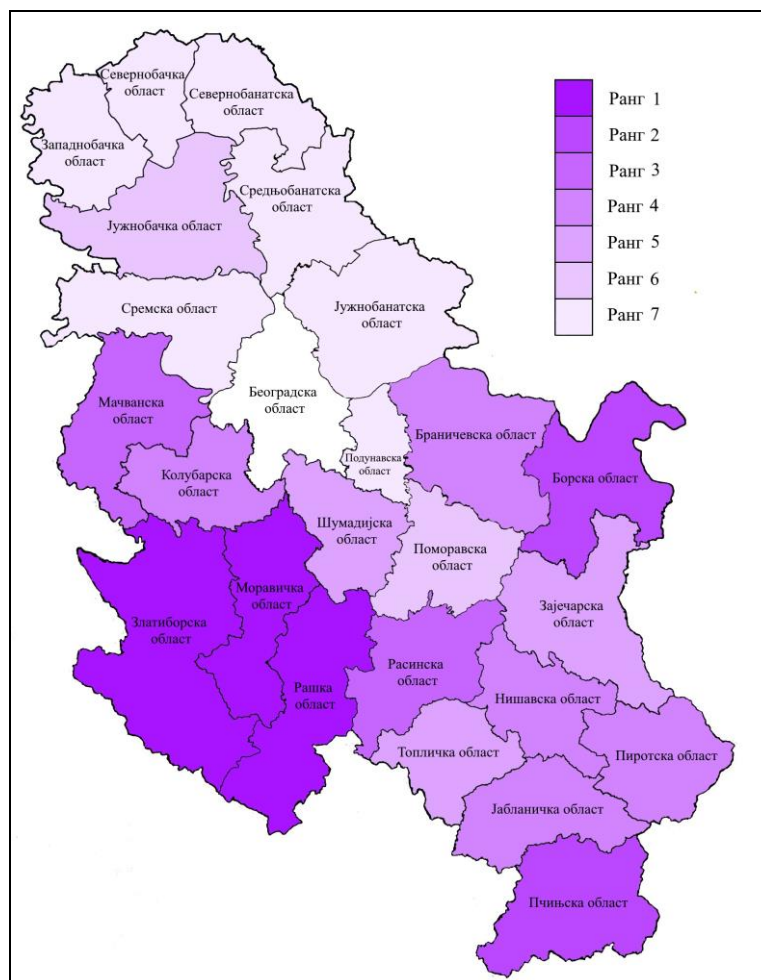 Севернобачка
област
Севернобанатска
област
Западнобачка
област
Средњобанатска
област
Јужнобачка област
Сремска област
Јужнобанатска
област
Београдска
област
Мачванска
област
Колубарска
област
Подунавска
област
Браничевска област
Борска област
Шумадијска
област
Поморавска
област
Моравичка
област
Златиборска
област
Зајечарска
област
Рашка
област
Расинска
област
Нишавска област
Топличка област
Пиротска област
Јабланичка област
Пчињска област
Ранг 1
Ранг 2
Ранг 3
Ранг 4
Ранг 5
Ранг 6
Ранг 7